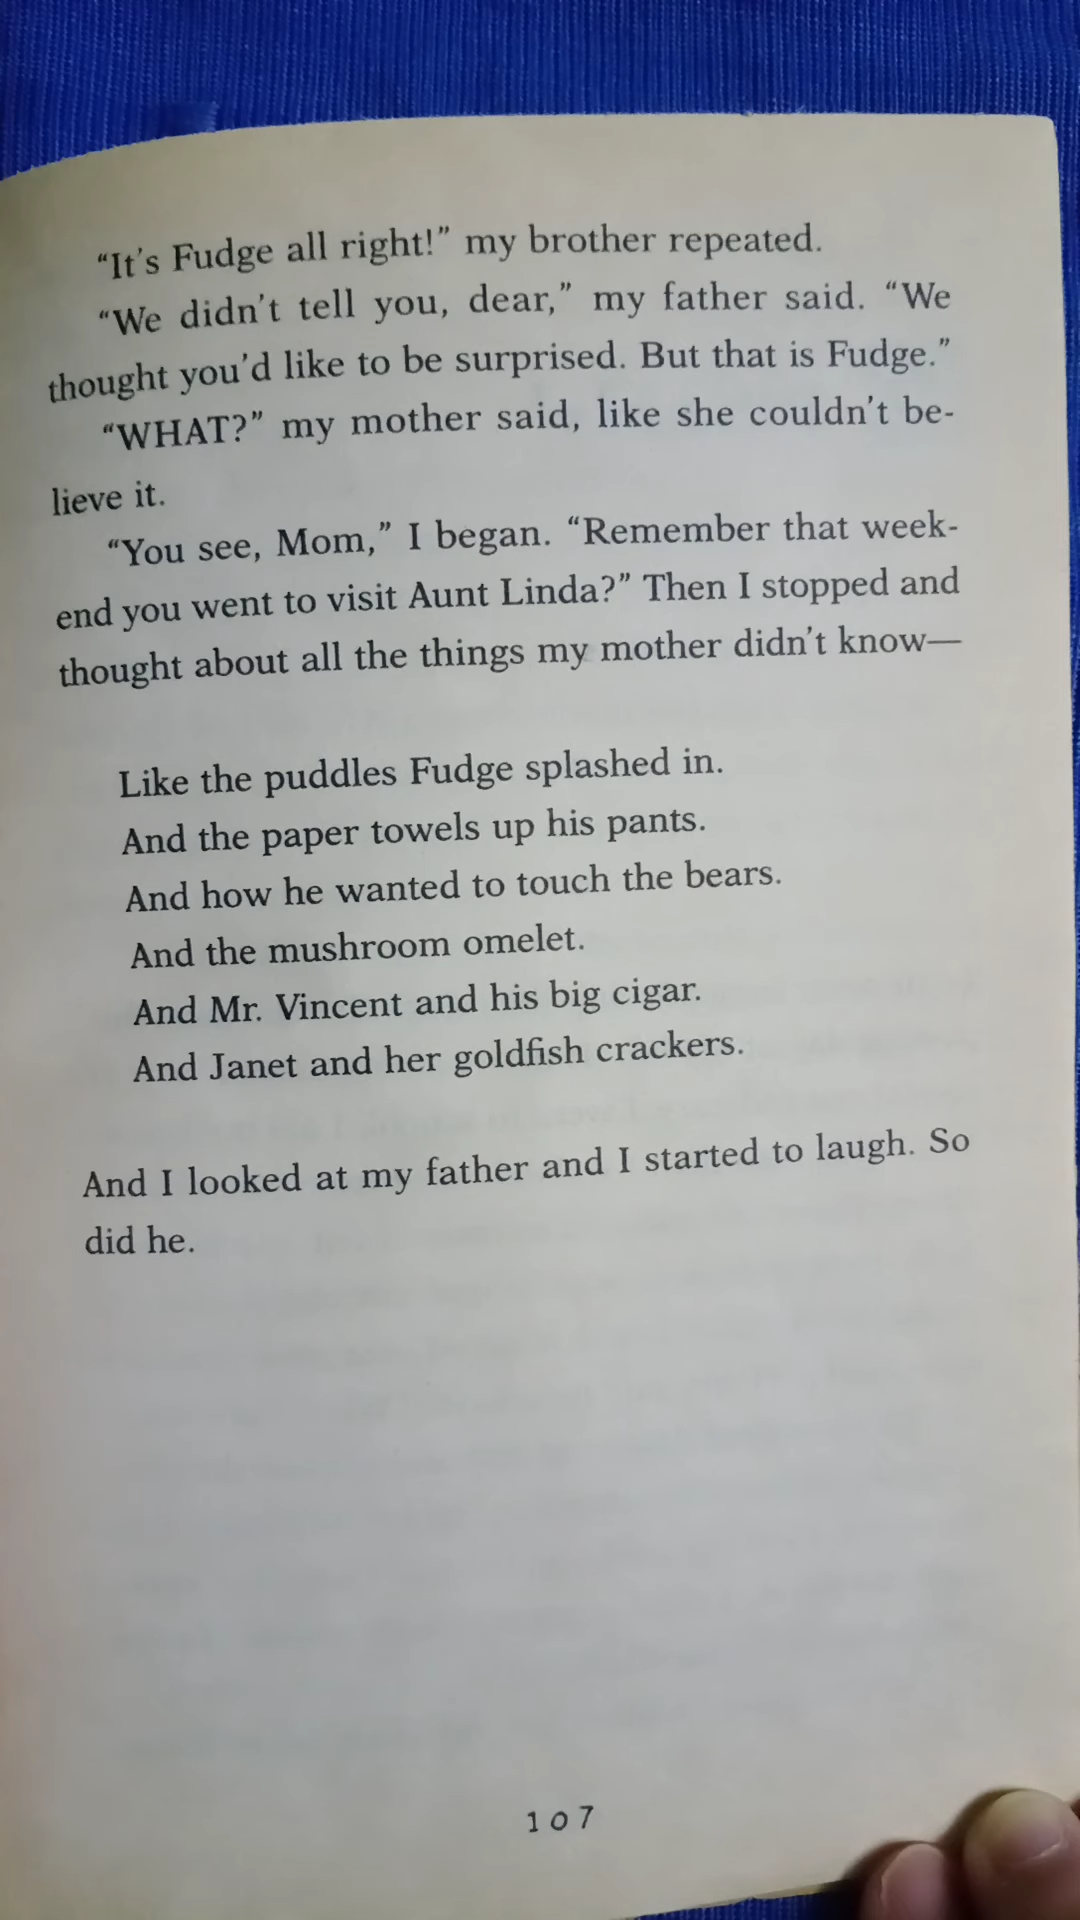 “It’s Fudge all right!” my brother repeated.
“We didn’t tell you, dear,” my father said. “We
thought you’d like to be surprised. But that is Fudge.”
“WHAT?” my mother said, like she couldn’t be-
lieve it.
“You see, Mom,” I began. “Remember that week-
end you went to visit Aunt Linda?” Then I stopped and
thought about all the things my mother didn’t know—
Like the puddles Fudge splashed in.
And the paper towels up his pants.
And how he wanted to touch the bears.
And the mushroom omelet.
And Mr. Vincent and his big cigar.
And Janet and her goldfish crackers.
And I looked at my father and I started to laugh. So
did he.
107